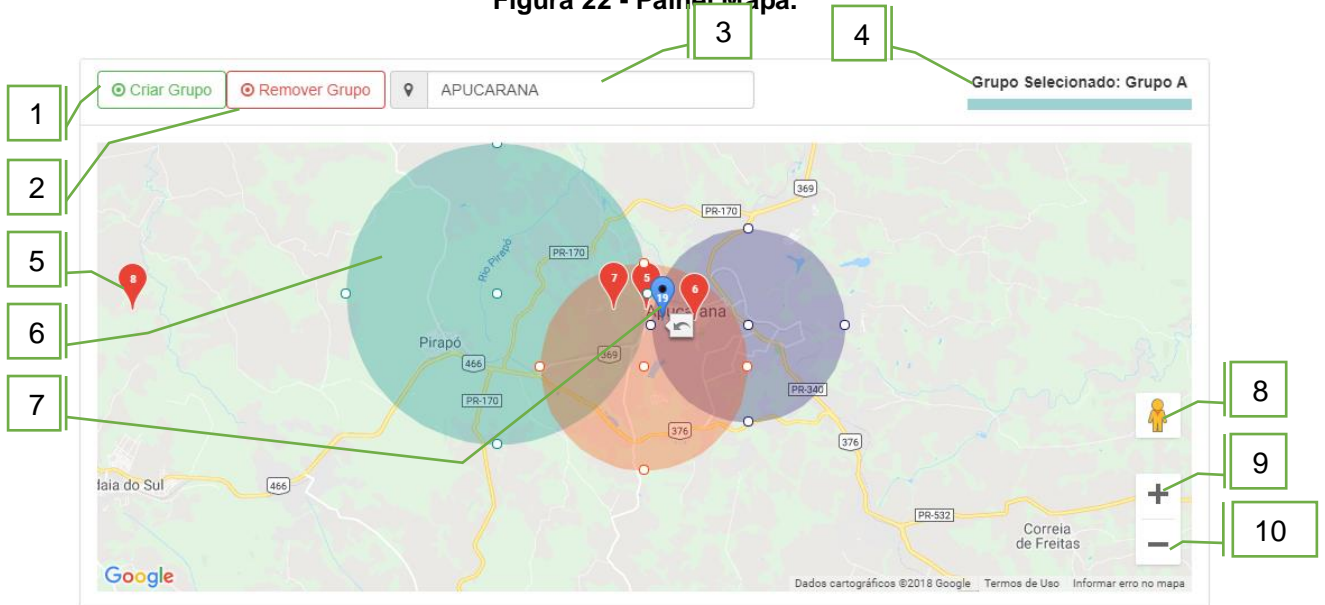 Figura 22 - Painel Mapa.
3
4
1
Criar Grupo
Remover Grupo
APUCARANA
Grupo Selecionado: Grupo A
2
369
PR-170
Rio Pirapó
PR-170
5
8
7
5
6
19
Apucarana
6
Pirapó
466
369
7
PR-170
PR-340
8
376
376
9
daia do Sul
466
PR-532
Correia
de Freitas
10
Google
Dados cartográficos ©2018 Google
Termos de Uso
Informar erro no mapa